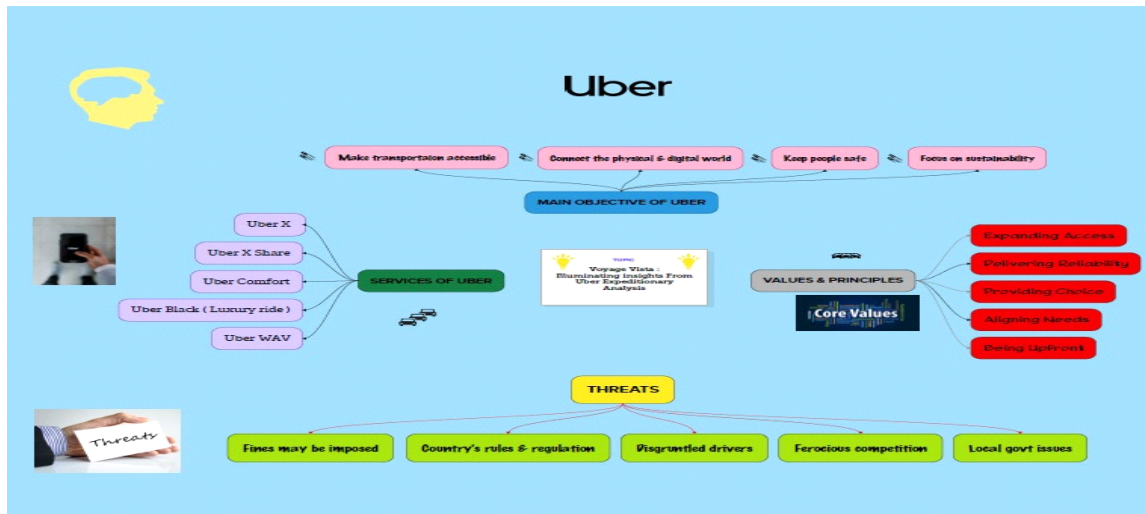 Uber
Make transportaion accessible
Connect the physical & digital world
Keep people safe
Focus on sustainability
MAIN OBJECTIVE OF UBER
Uber X
Uber X Share
Uber Comfort
Uber Black ( Luxury ride )
Uber WAV
SERVICES OF UBER
TOPIC
Voyage Vista :
Illuminating Insights From
Uber Expeditionary
Analysis
VALUES & PRINCIPLES
Core Values
Expanding Access
Delivering Reliability
Providing Choice
Aligning Needs
Being UpFront
THREATS
Threats
Fines may be imposed
Country's rules & regulation
Disgruntled drivers
Ferocious competition
Local govt issues